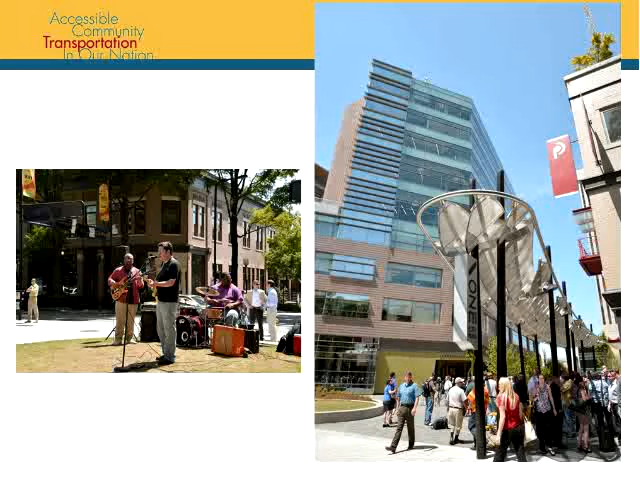 Accessible
Community
Transportation
In Our Nation
ONE
P